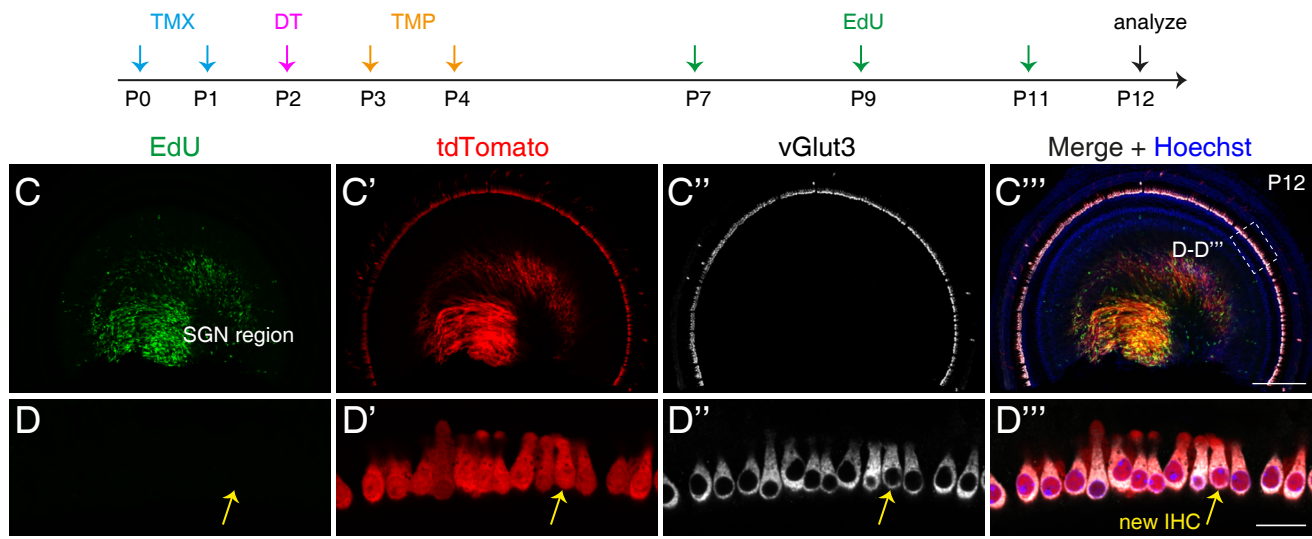 TMX DT TMP EdU analyze
P0 P1 P2 P3 P4 P7 P9 P11 P12
EdU tdTomato vGlut3 Merge + Hoechst
C C' C'' C''' P12
D-D'''
SGN region
D D' D'' D'''
new IHC